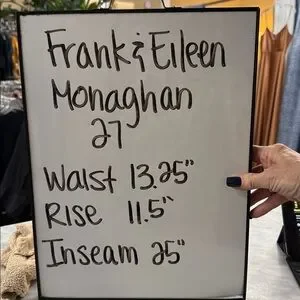 Frank & Eileen
Monaghan
27
Waist 13.25"
Rise 11.5"
Inseam 25"